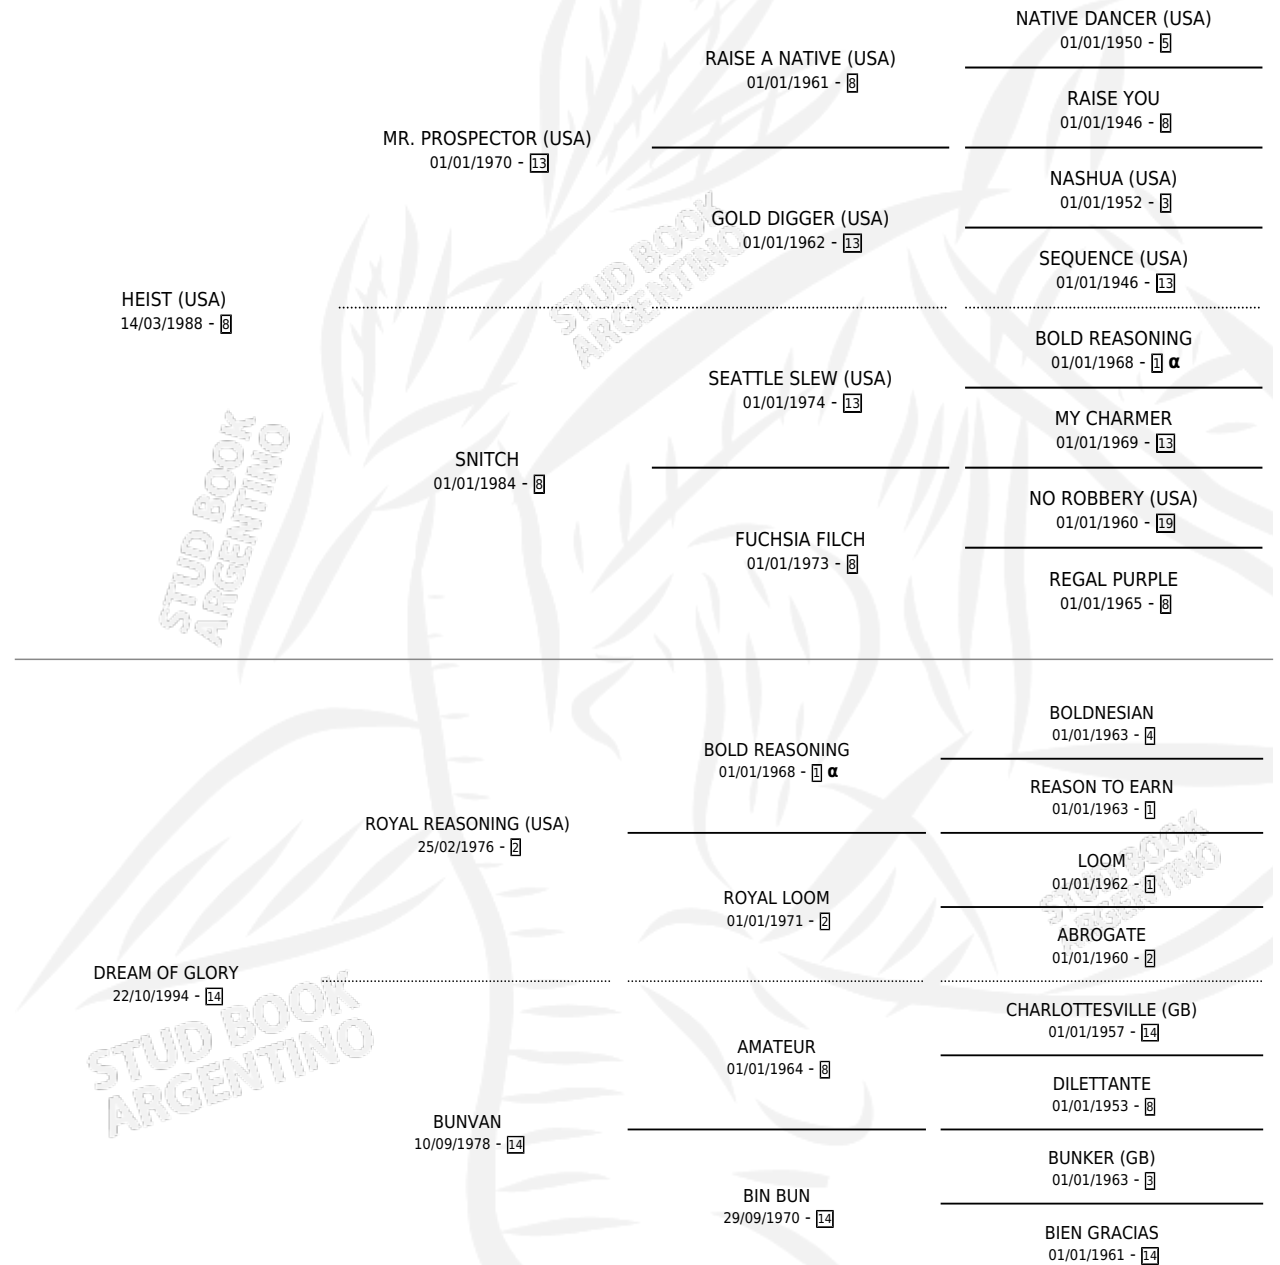 NATIVE DANCER (USA)
01/01/1950 - 5
RAISE A NATIVE (USA)
01/01/1961 - 8
RAISE YOU
01/01/1946 - 8
MR. PROSPECTOR (USA)
01/01/1970 - 13
NASHUA (USA)
01/01/1952 - 3
GOLD DIGGER (USA)
01/01/1962 - 13
SEQUENCE (USA)
01/01/1946 - 13
HEIST (USA)
14/03/1988 - 8
BOLD REASONING
01/01/1968 - 1 α
SEATTLE SLEW (USA)
01/01/1974 - 13
MY CHARMER
01/01/1969 - 13
SNITCH
01/01/1984 - 8
NO ROBBERY (USA)
01/01/1960 - 19
FUCHSIA FILCH
01/01/1973 - 8
REGAL PURPLE
01/01/1965 - 8
BOLDNESIAN
01/01/1963 - 4
BOLD REASONING
01/01/1968 - 1 α
REASON TO EARN
01/01/1963 - 1
ROYAL REASONING (USA)
25/02/1976 - 2
LOOM
01/01/1962 - 1
ROYAL LOOM
01/01/1971 - 2
ABROGATE
01/01/1960 - 2
DREAM OF GLORY
22/10/1994 - 14
CHARLOTTESVILLE (GB)
01/01/1957 - 14
AMATEUR
01/01/1964 - 8
DILETTANTE
01/01/1953 - 8
BUNVAN
10/09/1978 - 14
BUNKER (GB)
01/01/1963 - 3
BIN BUN
29/09/1970 - 14
BIEN GRACIAS
01/01/1961 - 14
STUD BOOK
ARGENTINO
STUD BOOK
ARGENTINO
STUD BOOK
ARGENTINO
STUD BOOK
ARGENTINO